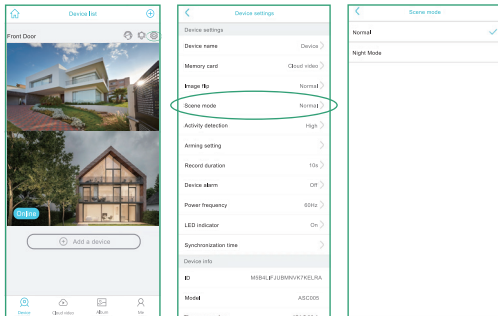 Device list
Front Door
Online
Add a device
Device
Cloud video
Album
Me
Device settings
Device settings
Device name Device
Memory card Cloud video
Image flip Normal
Scene mode Normal
Activity detection High
Arming setting
Record duration 10s
Device alarm Off
Power frequency 60Hz
LED indicator On
Synchronization time
Device info
ID M5B4LIFJUBMNVK7KELRA
Model ASC005
Scene mode
Normal
Night Mode